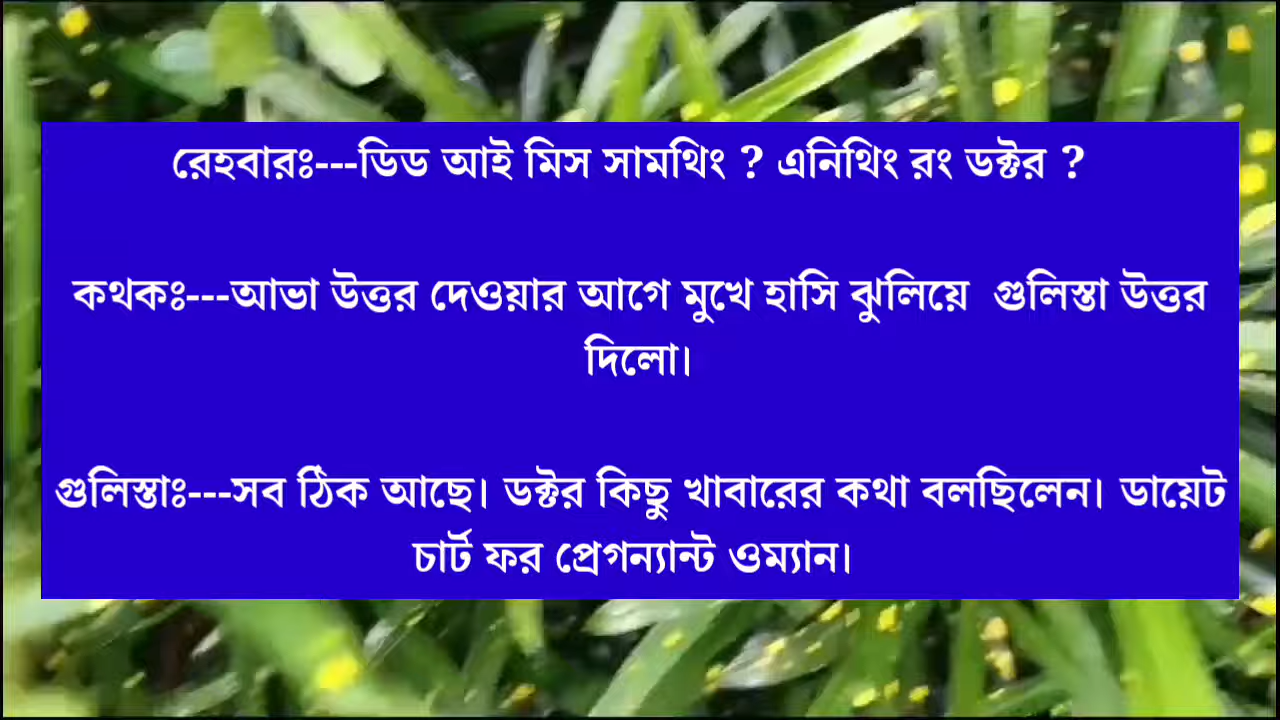 রেহবারঃ---ডিড আই মিস সামথিং ? এনিথিং রং ডক্টর ?
কথকঃ---আভা উত্তর দেওয়ার আগে মুখে হাসি ঝুলিয়ে গুলিস্তা উত্তর
দিলো।
গুলিস্তাঃ---সব ঠিক আছে। ডক্টর কিছু খাবারের কথা বলছিলেন। ডায়েট
চার্ট ফর প্রেগন্যান্ট ওম্যান।